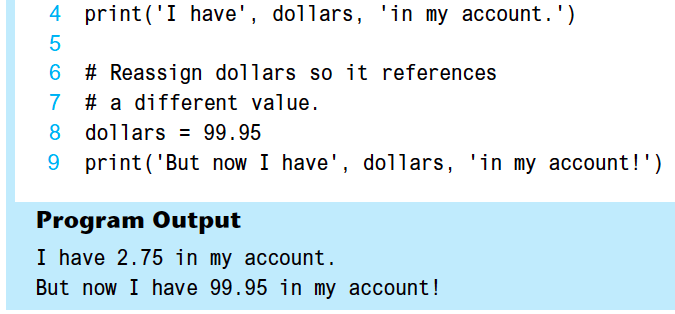 4 print('I have', dollars, 'in my account.')
5
6 # Reassign dollars so it references
7 # a different value.
8 dollars = 99.95
9 print('But now I have', dollars, 'in my account!')
Program Output
I have 2.75 in my account.
But now I have 99.95 in my account!